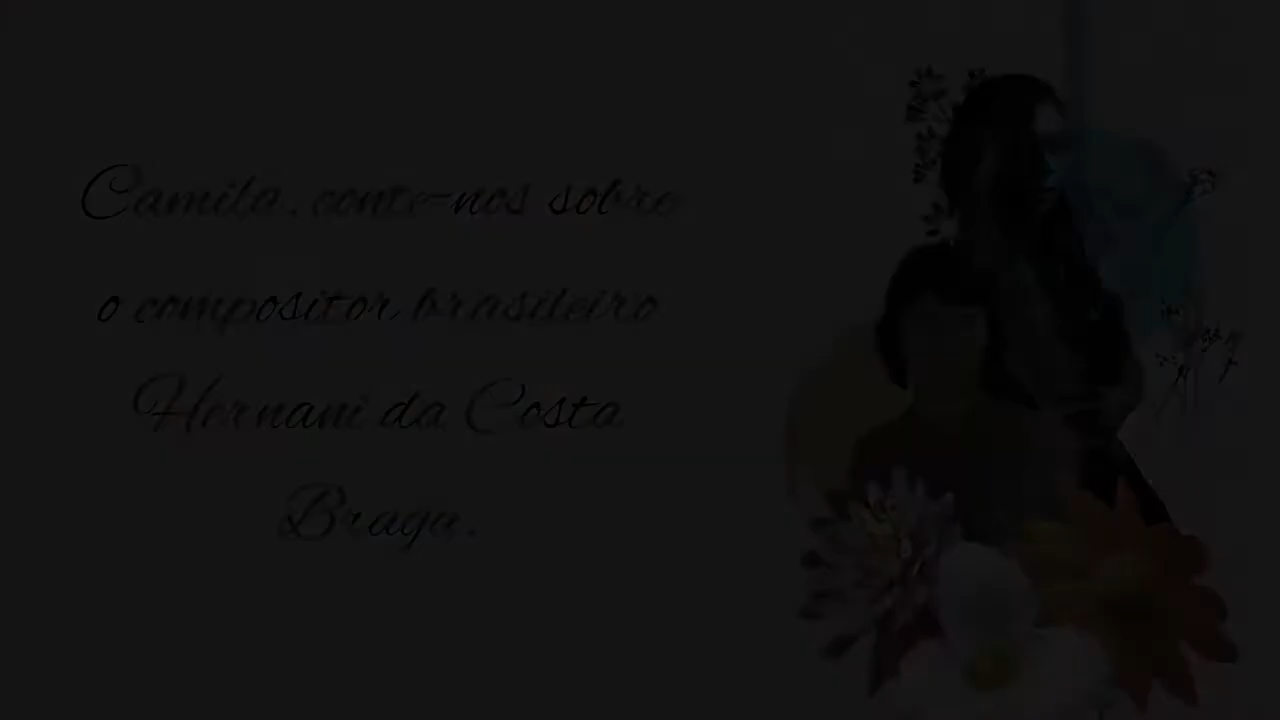 Camila, conte-nos sobre
o compositor brasileiro
Hernani da Costa
Braga.